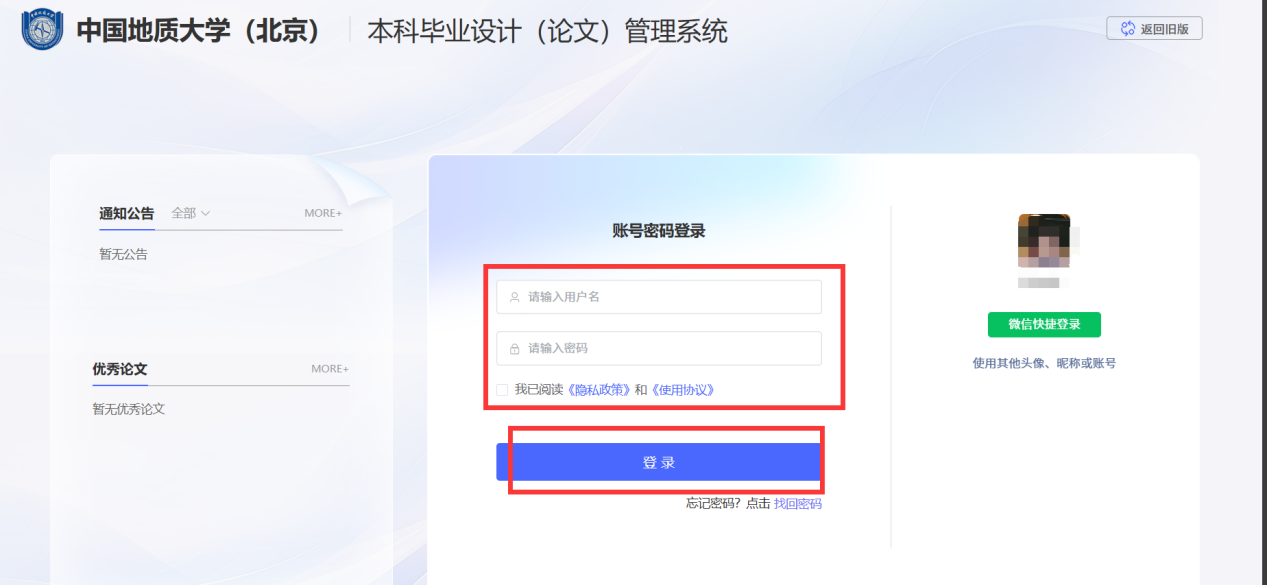 中国地质大学（北京） 本科毕业设计（论文）管理系统
返回旧版
通知公告 全部 MORE+
暂无公告
优秀论文 MORE+
暂无优秀论文
账号密码登录
请输入用户名
请输入密码
我已阅读《隐私政策》和《使用协议》
登 录
忘记密码？点击 找回密码
微信快捷登录
使用其他头像、昵称或账号